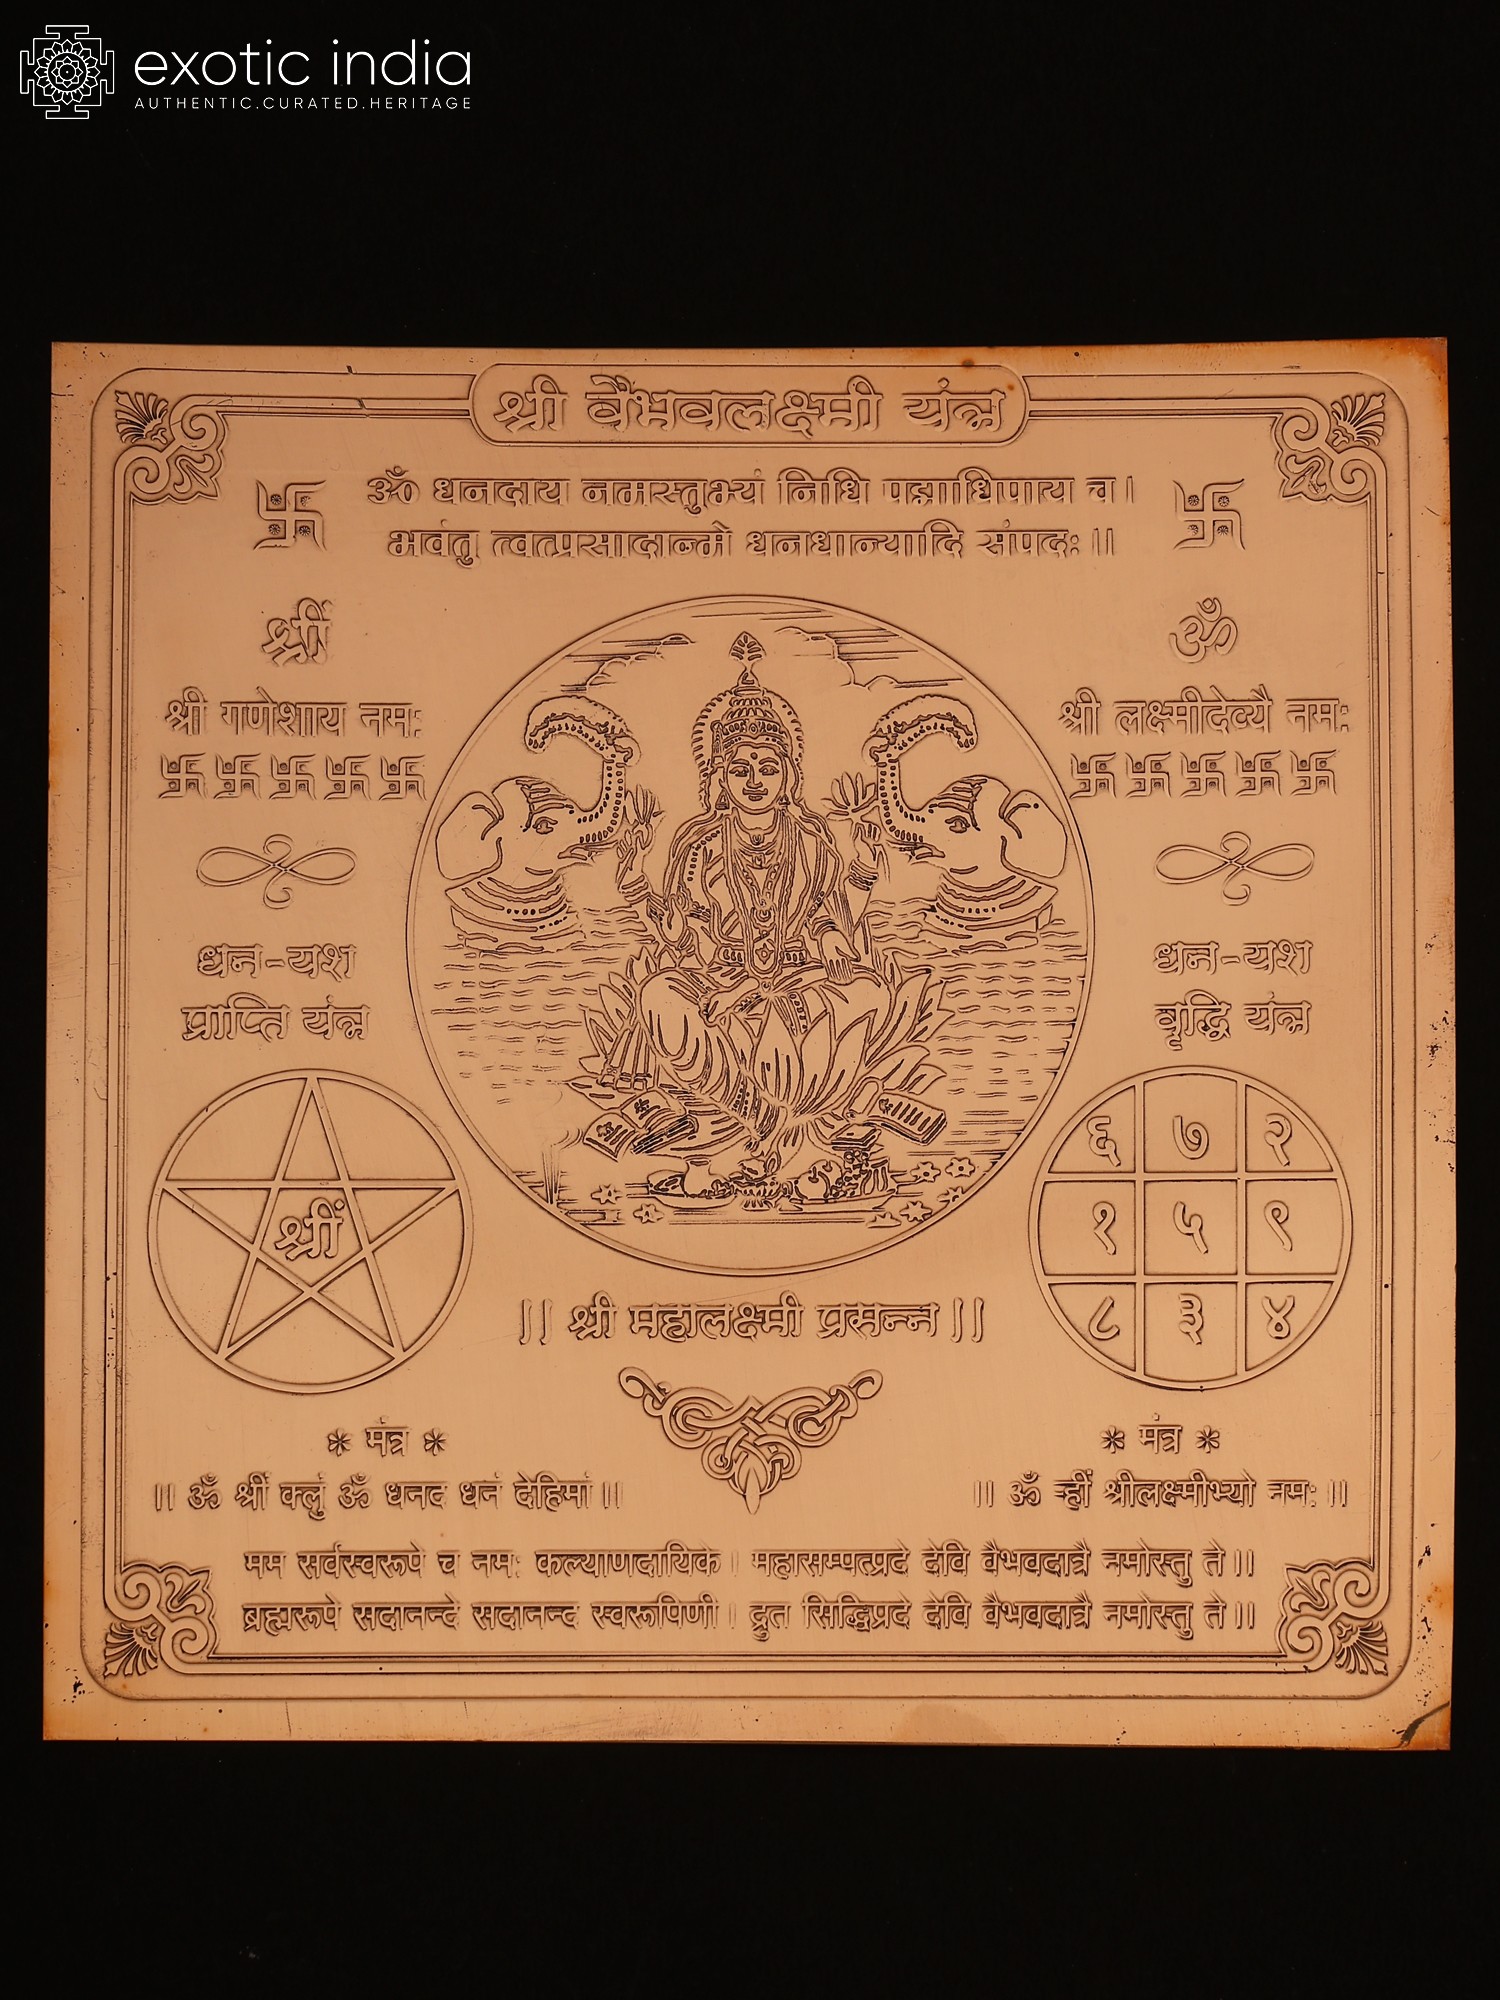 exotic india
AUTHENTIC.CURATED.HERITAGE
श्री वैभवलक्ष्मी यंत्र
ॐ धनदाय नमस्तुभ्यं निधि पद्माधिपाय च।
भवंतु त्वत्प्रसादान्मे धनधान्यादि संपदः॥
श्रीं
ॐ
श्री गणेशाय नमः
श्री लक्ष्मीदेव्यै नमः
धन-यश
प्राप्ति यंत्र
धन-यश
वृद्धि यंत्र
श्रीं
६ ७ २
१ ५ ९
८ ३ ४
|| श्री महालक्ष्मी प्रसन्न ||
* मंत्र *
॥ ॐ श्रीं क्लुं ॐ धनद धनं देहिमां॥
* मंत्र *
॥ ॐ ऱ्हीं श्रीलक्ष्मीभ्यो नमः॥
मम सर्वस्वरूपे च नमः कल्याणदायिके। महासम्पत्प्रदे देवि वैभवदात्रै नमोस्तु ते॥
ब्रह्मरूपे सदानन्दे सदानन्द स्वरूपिणी। द्रुत सिद्धिप्रदे देवि वैभवदात्रै नमोस्तु ते॥